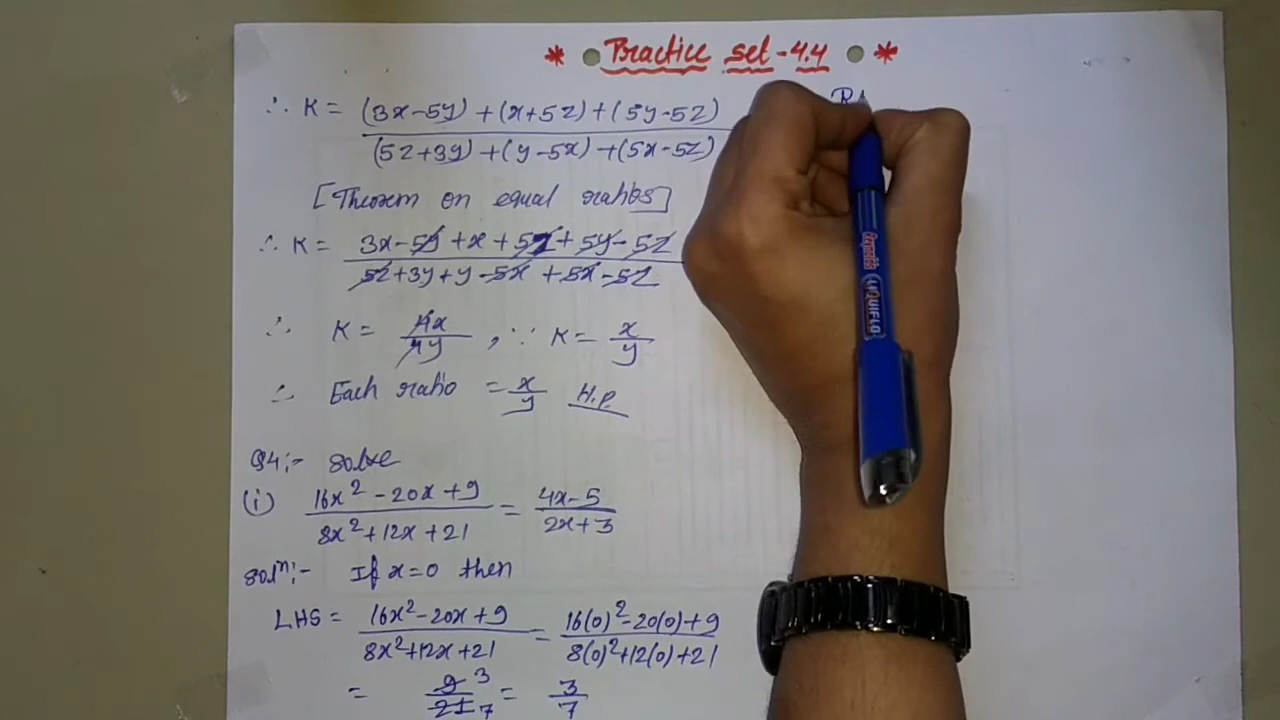 * Practice set-4.4 *
∴ K = (3x-5y) + (x+5z) + (5y-5z) / (5z+3y) + (y-5x) + (5x-5z)
[Theorem on equal ratios]
∴ K = 3x-5y+x+5z+5y-5z / 5z+3y+y-5x+5x-5z
∴ K = 4x/4y , ∵ K = x/y
∴ Each ratio = x/y H.P.
Q4:- solve
(i) 16x²-20x+9 / 8x²+12x+21 = 4x-5 / 2x+3
solⁿ:- If x=0 then
LHS = 16x²-20x+9 / 8x²+12x+21 = 16(0)²-20(0)+9 / 8(0)²+12(0)+21
= 9 3 / 21 7 = 3/7
LIQUIFLO